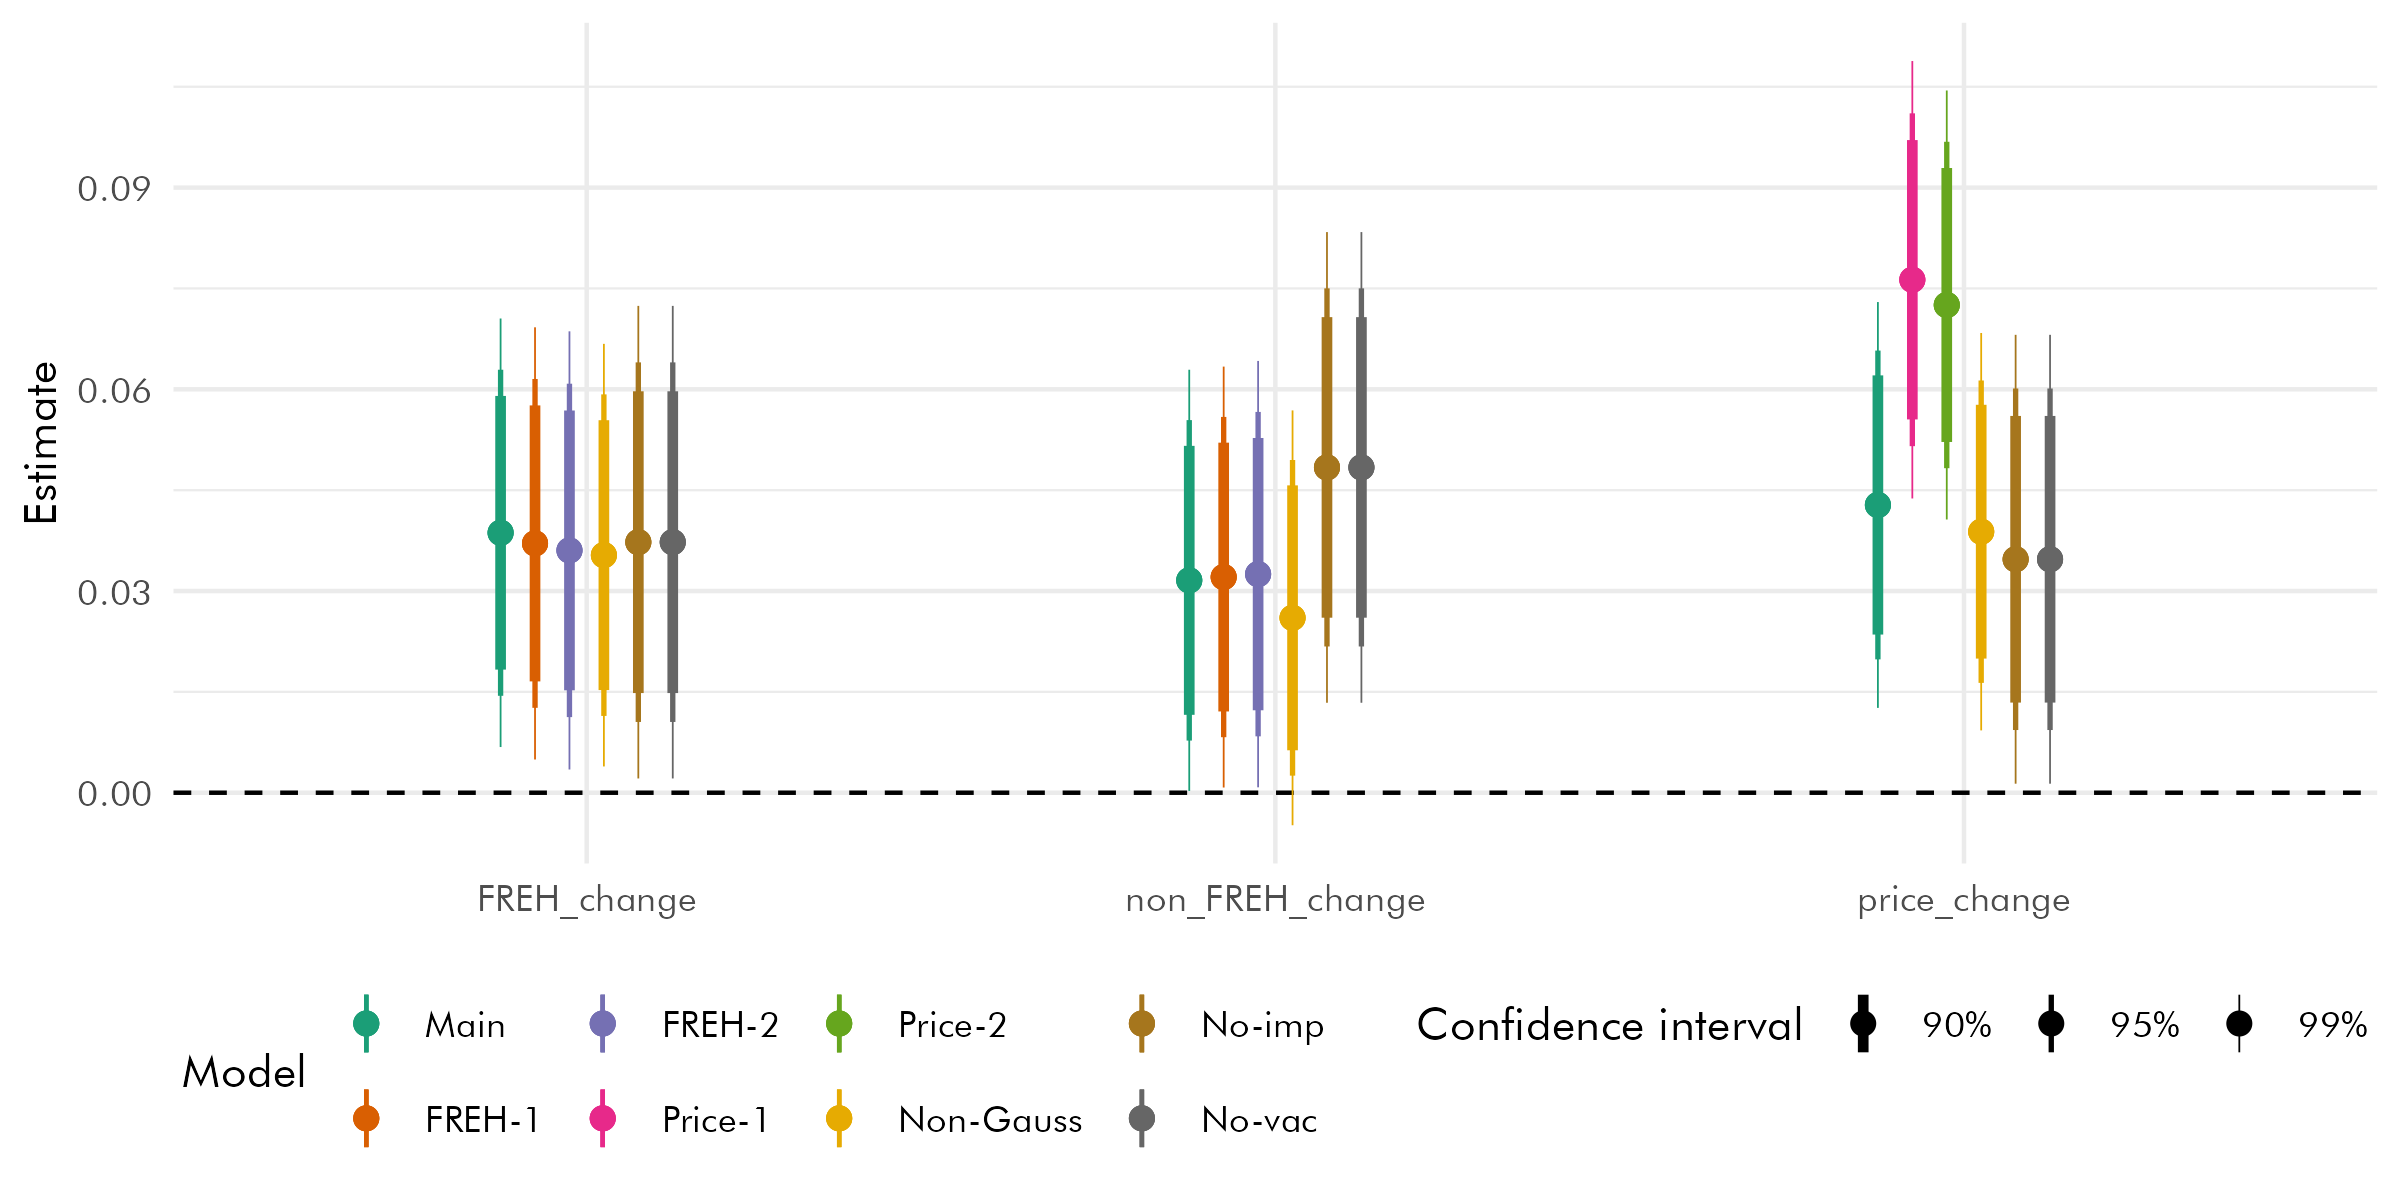 Estimate
0.09
0.06
0.03
0.00
FREH_change non_FREH_change price_change
Model
Main FREH-2 Price-2 No-imp
FREH-1 Price-1 Non-Gauss No-vac
Confidence interval 90% 95% 99%